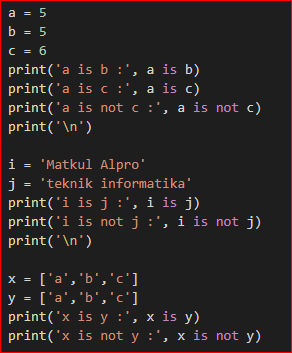 a = 5
b = 5
c = 6
print('a is b :', a is b)
print('a is c :', a is c)
print('a is not c :', a is not c)
print('\n')
i = 'Matkul Alpro'
j = 'teknik informatika'
print('i is j :', i is j)
print('i is not j :', i is not j)
print('\n')
x = ['a','b','c']
y = ['a','b','c']
print('x is y :', x is y)
print('x is not y :', x is not y)